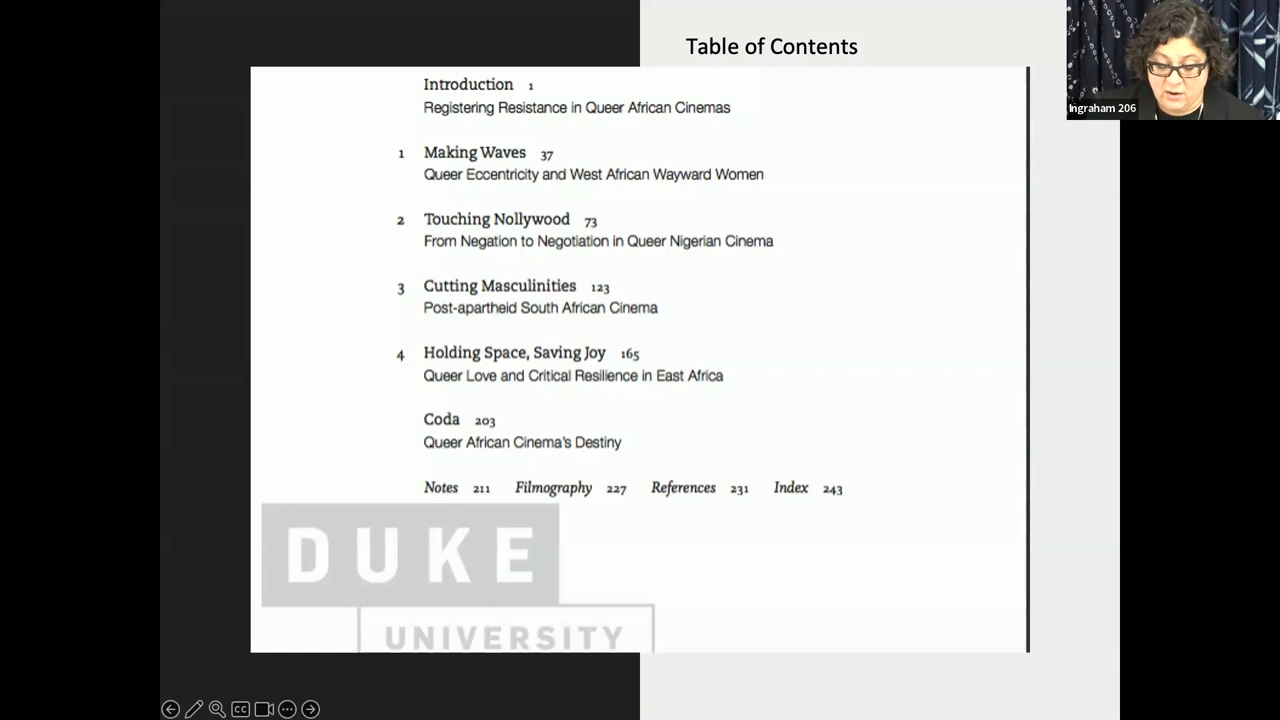 Table of Contents
Ingraham 206
Introduction 1
Registering Resistance in Queer African Cinemas
1 Making Waves 37
Queer Eccentricity and West African Wayward Women
2 Touching Nollywood 73
From Negation to Negotiation in Queer Nigerian Cinema
3 Cutting Masculinities 123
Post-apartheid South African Cinema
4 Holding Space, Saving Joy 165
Queer Love and Critical Resilience in East Africa
Coda 203
Queer African Cinema's Destiny
Notes 211 Filmography 227 References 231 Index 243
DUKE
UNIVERSITY
CC